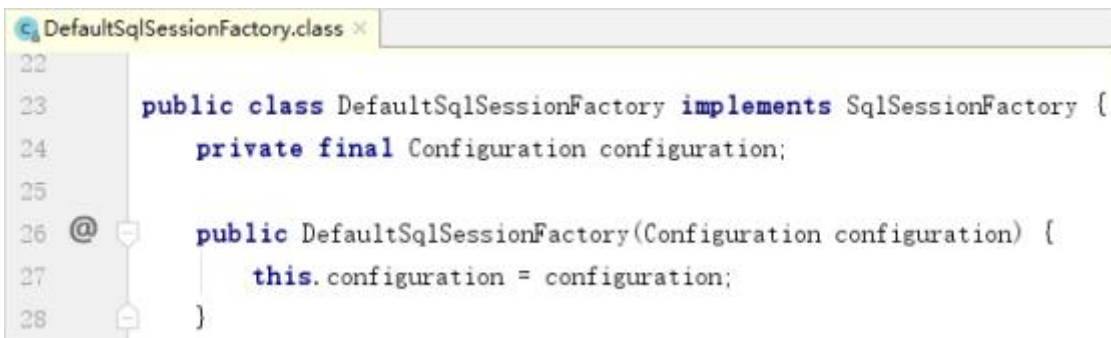 DefaultSqlSessionFactory.class
22
23 public class DefaultSqlSessionFactory implements SqlSessionFactory {
24 private final Configuration configuration;
25
26 @ public DefaultSqlSessionFactory(Configuration configuration) {
27 this.configuration = configuration;
28 }